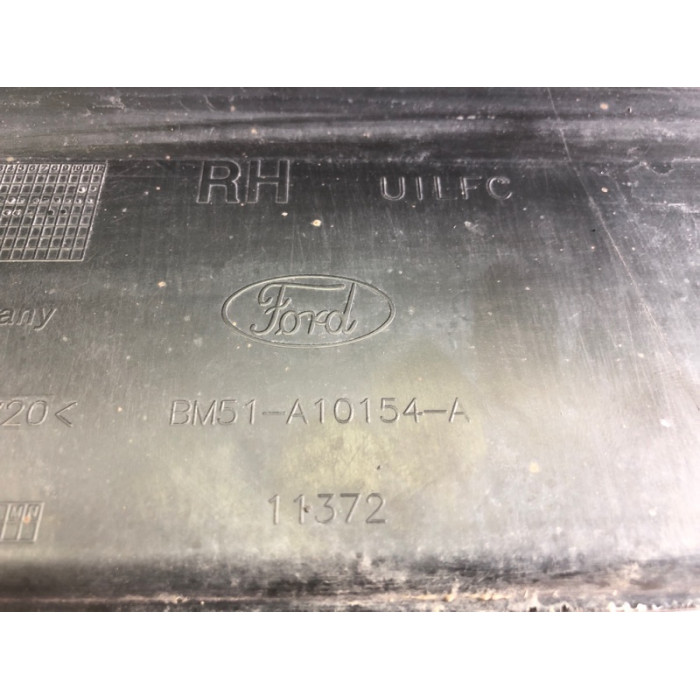 RH UILFC
any
Ford
20<
BM51-A10154-A
11372